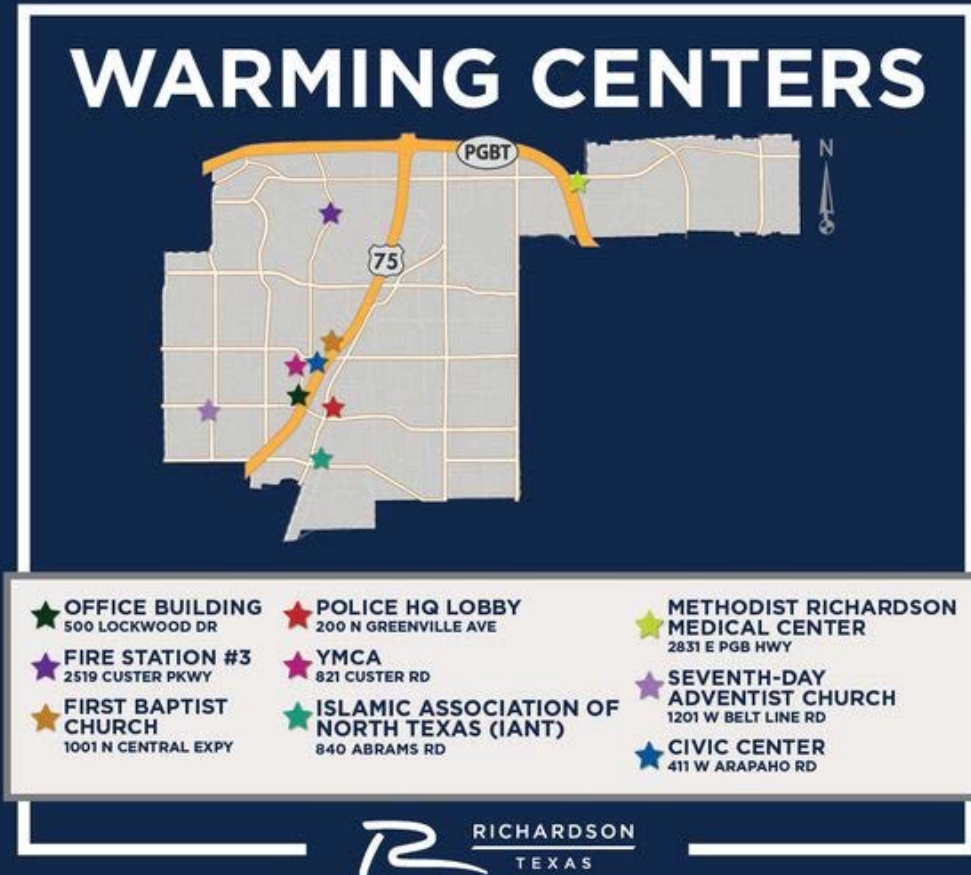 WARMING CENTERS
PGBT
N
75
OFFICE BUILDING
500 LOCKWOOD DR
FIRE STATION #3
2519 CUSTER PKWY
FIRST BAPTIST
CHURCH
1001 N CENTRAL EXPY
POLICE HQ LOBBY
200 N GREENVILLE AVE
YMCA
821 CUSTER RD
ISLAMIC ASSOCIATION OF
NORTH TEXAS (IANT)
840 ABRAMS RD
METHODIST RICHARDSON
MEDICAL CENTER
2831 E PGB HWY
SEVENTH-DAY
ADVENTIST CHURCH
1201 W BELT LINE RD
CIVIC CENTER
411 W ARAPAHO RD
R
RICHARDSON
TEXAS